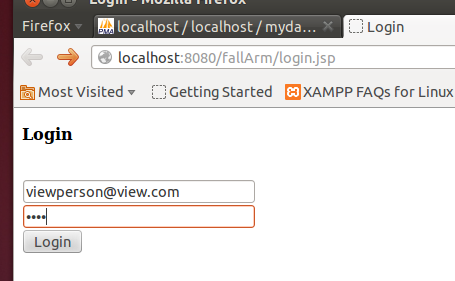 Login - Mozilla Firefox
Firefox
PMA localhost / localhost / myda...
Login
localhost:8080/fallArm/login.jsp
Most Visited
Getting Started
XAMPP FAQs for Linux
Login
viewperson@view.com
••••
Login